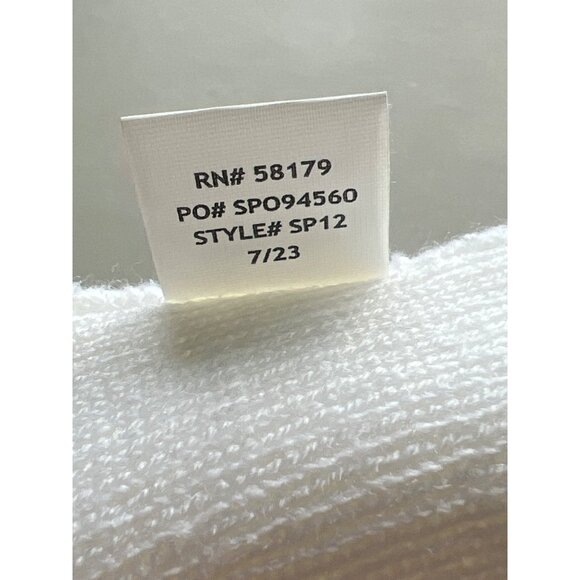 RN# 58179
PO# SPO94560
STYLE# SP12
7/23